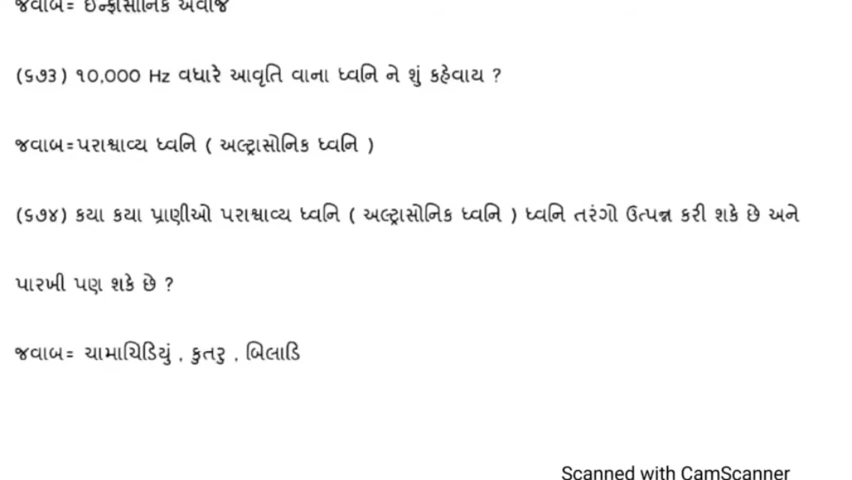 જવાબ= ઇન્ફ્રાસોનિક અવાજ
(૬૭૩) ૧૦,૦૦૦ Hz વધારે આવૃતિ વાના ધ્વનિ ને શું કહેવાય ?
જવાબ=પરાશ્વાવ્ય ધ્વનિ ( અલ્ટ્રાસોનિક ધ્વનિ )
(૬૭૪) કયા કયા પ્રાણીઓ પરાશ્વાવ્ય ધ્વનિ ( અલ્ટ્રાસોનિક ધ્વનિ ) ધ્વનિ તરંગો ઉત્પન્ન કરી શકે છે અને
પારખી પણ શકે છે ?
જવાબ= ચામાચિડિયું , કુતરુ , બિલાડિ
Scanned with CamScanner